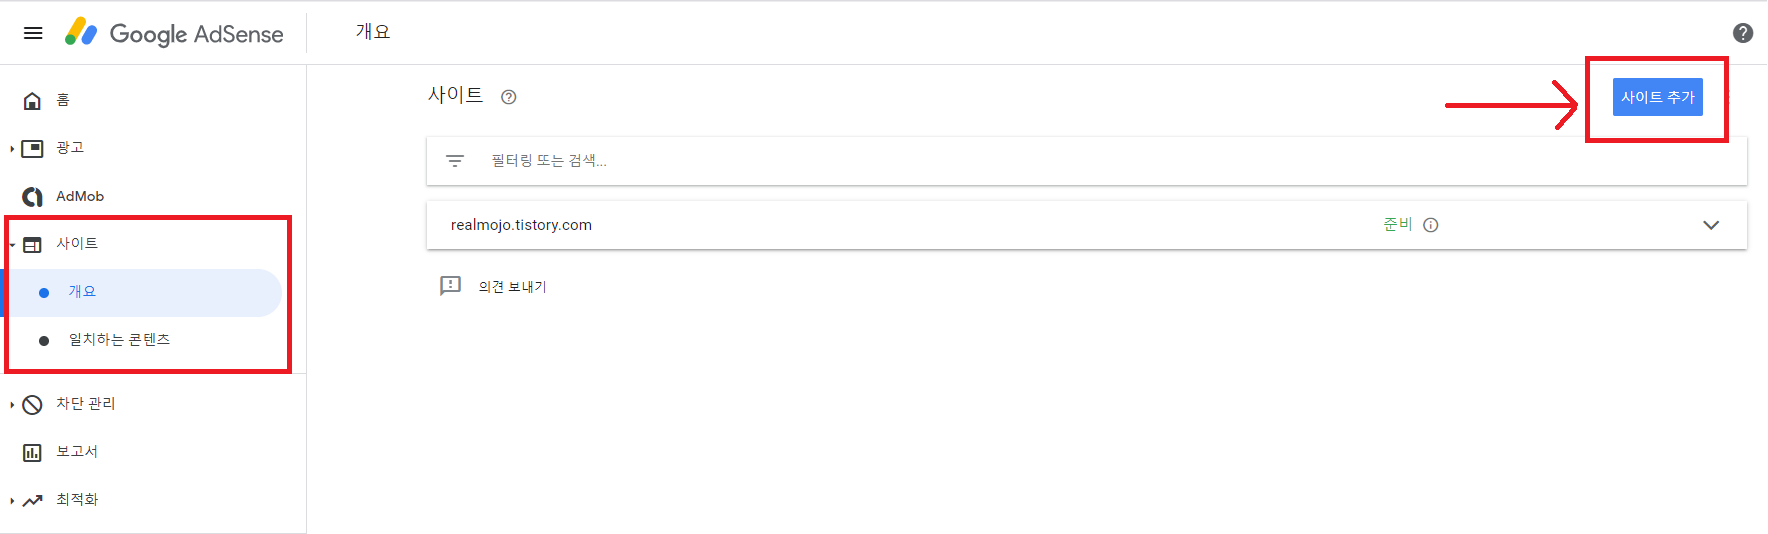 Google AdSense
개요
홈
광고
AdMob
사이트
개요
일치하는 콘텐츠
차단 관리
보고서
최적화
사이트
사이트 추가
필터링 또는 검색...
realmojo.tistory.com
준비
의견 보내기